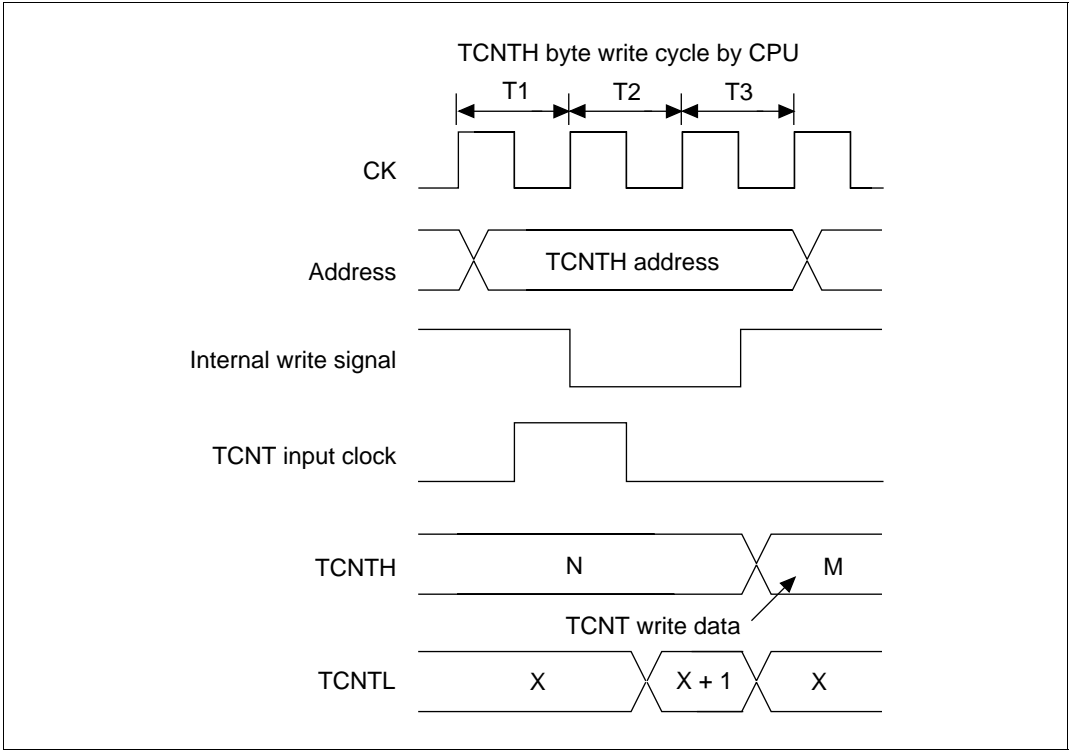 TCNTH byte write cycle by CPU
T1 T2 T3
CK
Address TCNTH address
Internal write signal
TCNT input clock
TCNTH N M
TCNT write data
TCNTL X X + 1 X